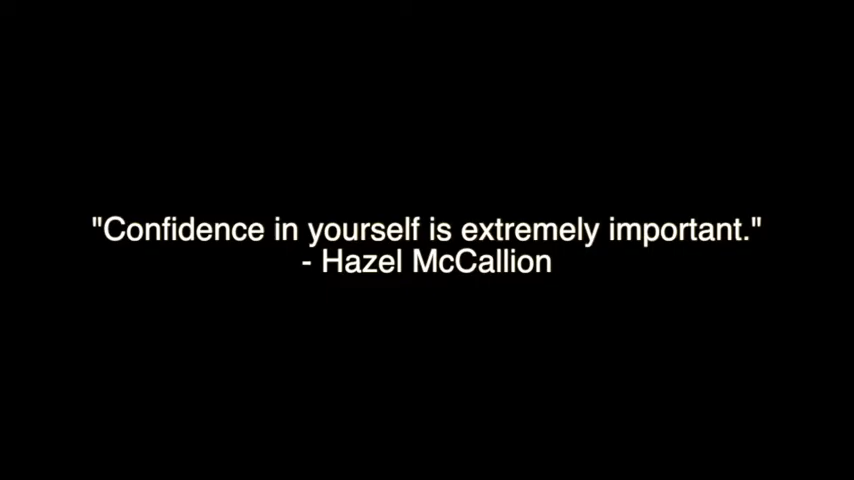 "Confidence in yourself is extremely important."
- Hazel McCallion